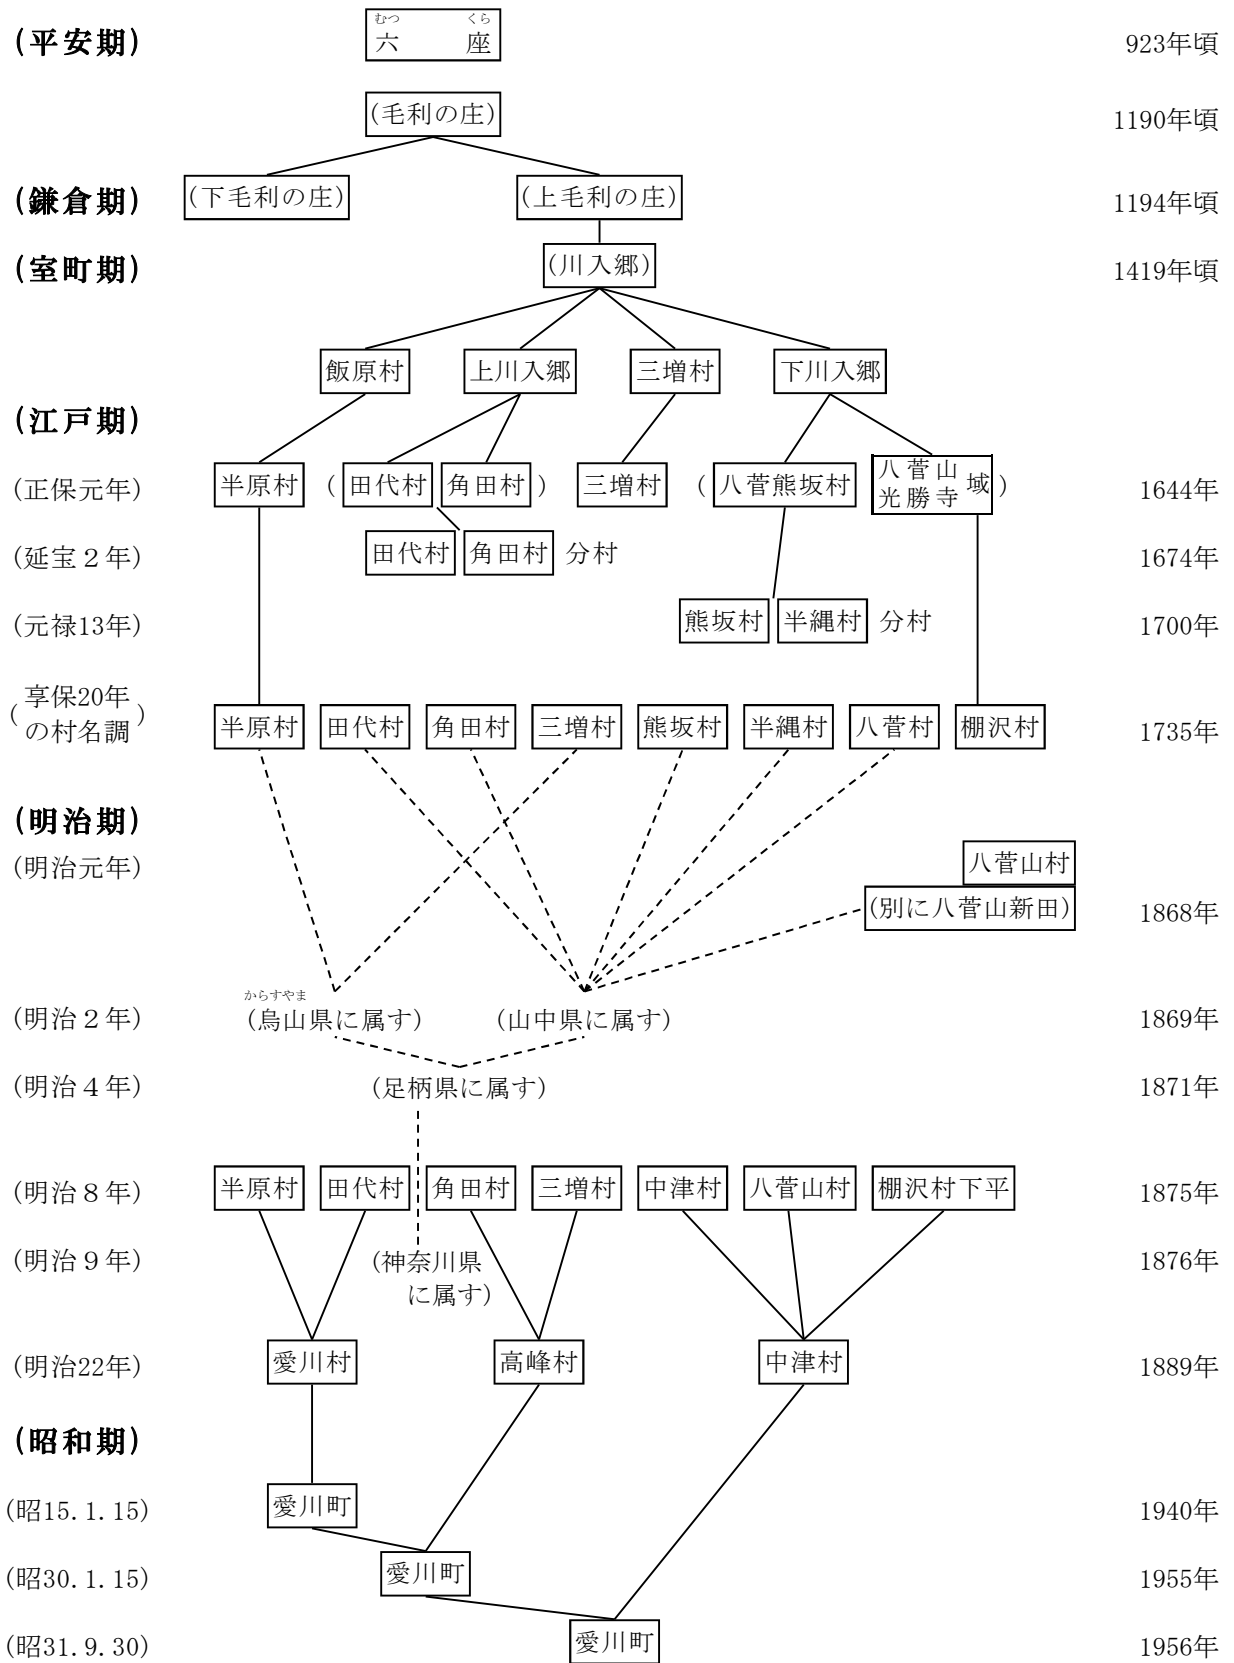 むつ くら
(平安期) 六 座 923年頃
(毛利の庄) 1190年頃
(鎌倉期) (下毛利の庄) (上毛利の庄) 1194年頃
(室町期) (川入郷) 1419年頃
飯原村 上川入郷 三増村 下川入郷
(江戸期)
(正保元年) 半原村 (田代村 角田村) 三増村 (八菅熊坂村 八菅山光勝寺域) 1644年
(延宝2年) 田代村 角田村 分村 1674年
(元禄13年) 熊坂村 半縄村 分村 1700年
(享保20年
の村名調) 半原村 田代村 角田村 三増村 熊坂村 半縄村 八菅村 棚沢村 1735年
(明治期)
(明治元年) 八菅山村
(別に八菅山新田) 1868年
からすやま
(明治2年) (烏山県に属す) (山中県に属す) 1869年
(明治4年) (足柄県に属す) 1871年
(明治8年) 半原村 田代村 角田村 三増村 中津村 八菅山村 棚沢村下平 1875年
(明治9年) (神奈川県 1876年
に属す)
(明治22年) 愛川村 高峰村 中津村 1889年
(昭和期)
(昭15.1.15) 愛川町 1940年
(昭30.1.15) 愛川町 1955年
(昭31.9.30) 愛川町 1956年